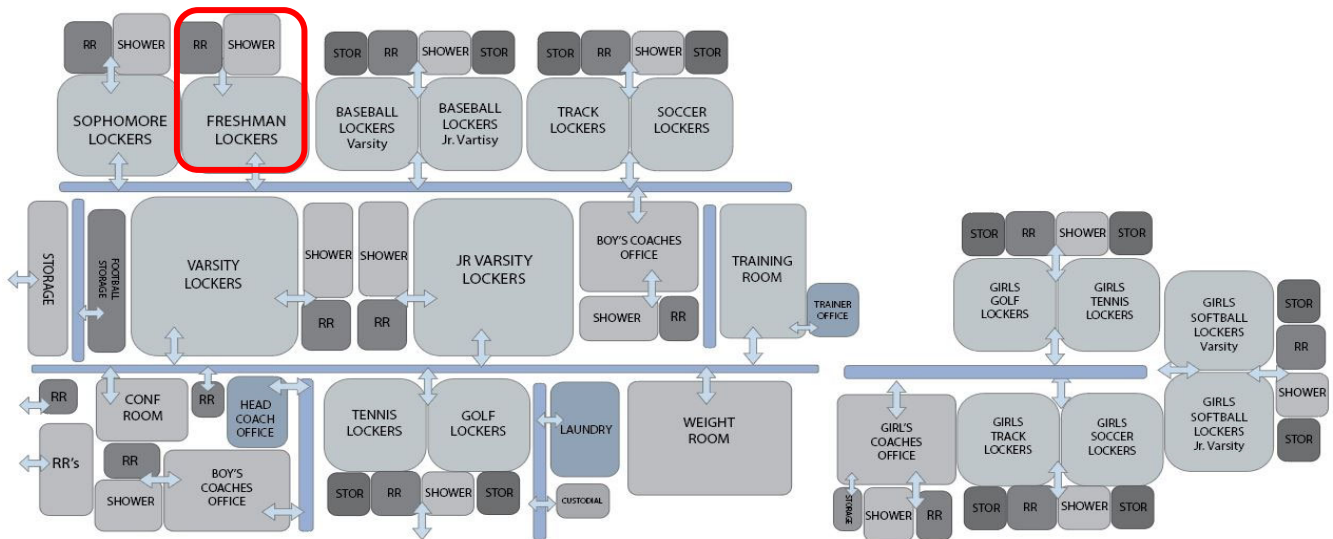 RR
SHOWER
RR
SHOWER
STOR
RR
SHOWER
STOR
STOR
RR
SHOWER
STOR
SOPHOMORE
LOCKERS
FRESHMAN
LOCKERS
BASEBALL
LOCKERS
Varsity
BASEBALL
LOCKERS
Jr. Vartisy
TRACK
LOCKERS
SOCCER
LOCKERS
STORAGE
FOOTBALL
STORAGE
VARSITY
LOCKERS
SHOWER
RR
SHOWER
RR
JR VARSITY
LOCKERS
BOY'S COACHES
OFFICE
SHOWER
RR
TRAINING
ROOM
TRAINER
OFFICE
RR
CONF
ROOM
RR
HEAD
COACH
OFFICE
RR's
RR
SHOWER
BOY'S
COACHES
OFFICE
TENNIS
LOCKERS
GOLF
LOCKERS
STOR
RR
SHOWER
STOR
LAUNDRY
CUSTODIAL
WEIGHT
ROOM
STOR
RR
SHOWER
STOR
GIRLS
GOLF
LOCKERS
GIRLS
TENNIS
LOCKERS
GIRLS
SOFTBALL
LOCKERS
Varsity
STOR
RR
SHOWER
STOR
GIRLS
SOFTBALL
LOCKERS
Jr. Varsity
GIRL'S
COACHES
OFFICE
GIRLS
TRACK
LOCKERS
GIRLS
SOCCER
LOCKERS
STORAGE
SHOWER
RR
STOR
RR
SHOWER
STOR